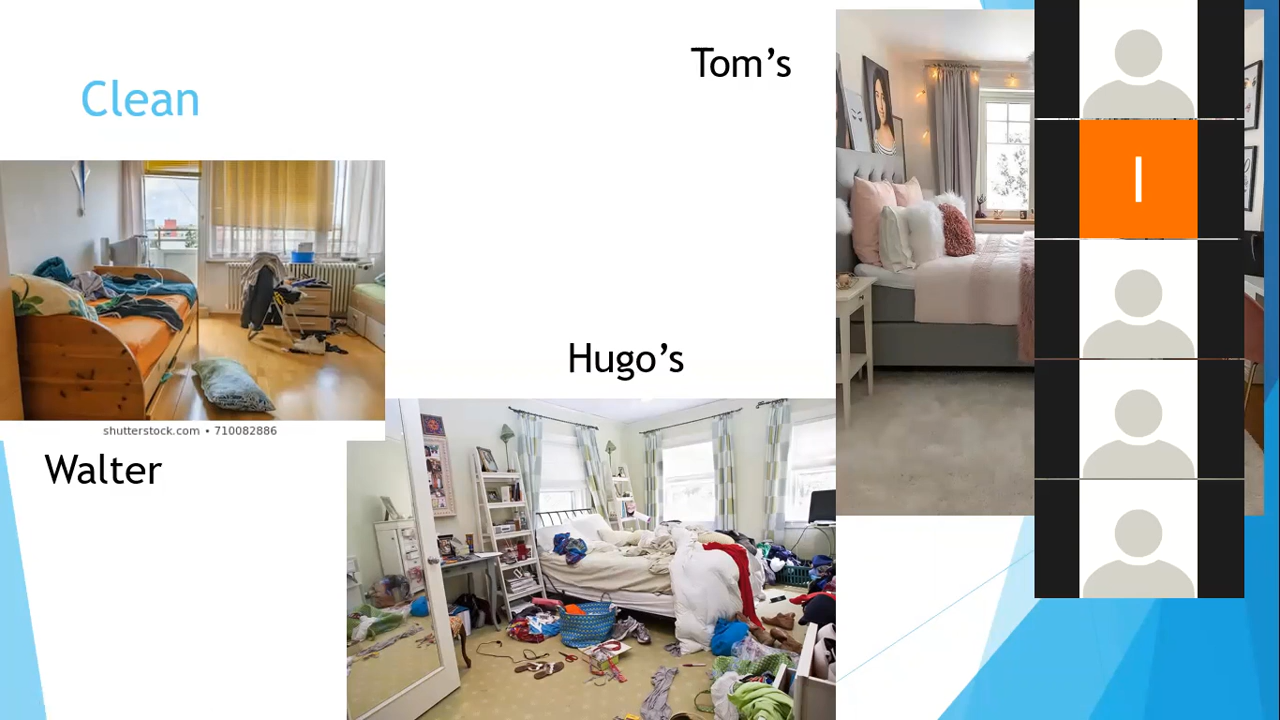 Tom's
Clean
I
Hugo's
shutterstock.com • 710082886
Walter